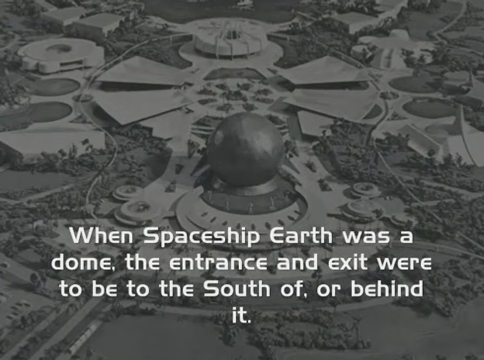 When Spaceship Earth was a
dome, the entrance and exit were
to be to the South of, or behind
it.